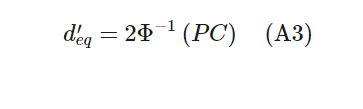 d′eq = 2Φ⁻¹ (PC) (A3)